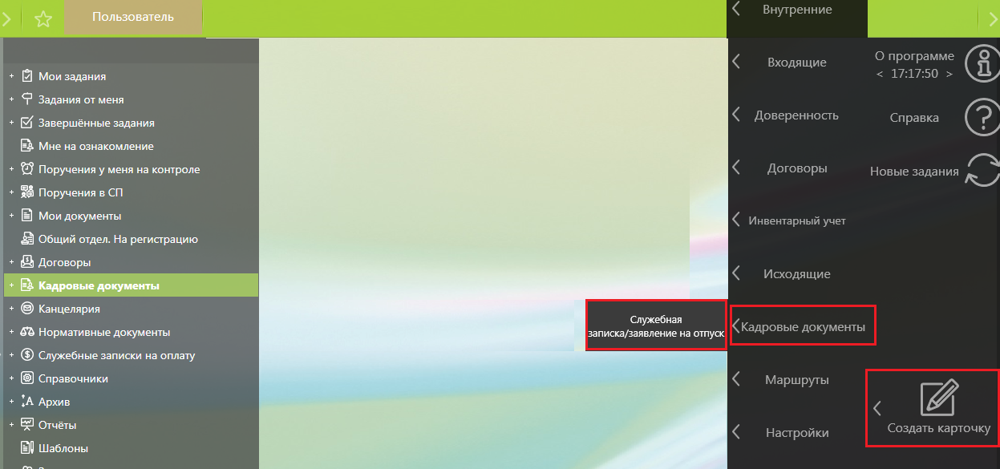 Пользователь
Мои задания
Задания от меня
Завершённые задания
Мне на ознакомление
Поручения у меня на контроле
Поручения в СП
Мои документы
Общий отдел. На регистрацию
Договоры
Кадровые документы
Канцелярия
Нормативные документы
Служебные записки на оплату
Справочники
Архив
Отчёты
Шаблоны
Служебная
записка/заявление на отпуск
Внутренние
Входящие
Доверенность
Договоры
Инвентарный учет
Исходящие
Кадровые документы
Маршруты
Настройки
О программе
< 17:17:50 >
Справка
Новые задания
Создать карточку